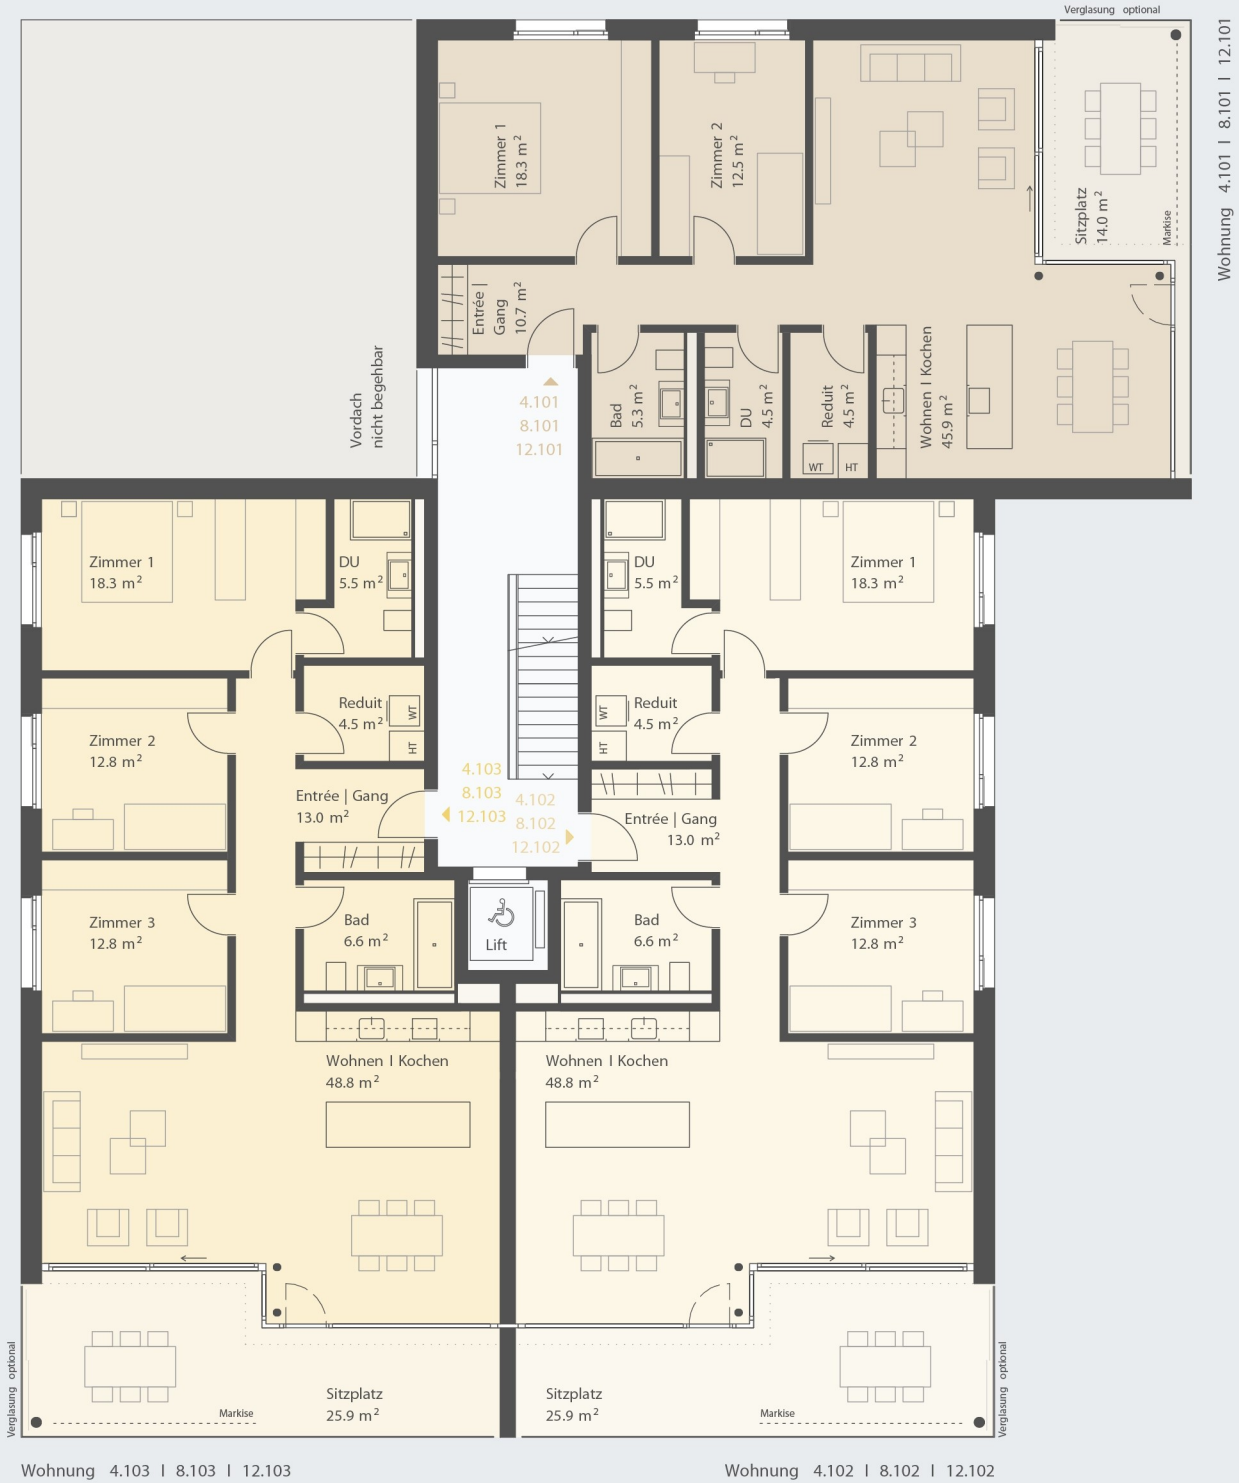 Verglasung optional
Wohnung 4.101 I 8.101 I 12.101
Zimmer 1
18.3 m²
Zimmer 2
12.5 m²
Sitzplatz
14.0 m²
Markise
Entrée |
Gang
10.7 m²
Vordach
nicht begehbar
4.101
8.101
12.101
Bad
5.3 m²
DU
4.5 m²
Reduit
4.5 m²
WT
HT
Wohnen I Kochen
45.9 m²
Zimmer 1
18.3 m²
DU
5.5 m²
DU
5.5 m²
Zimmer 1
18.3 m²
Reduit
4.5 m²
WT
HT
WT
HT
Reduit
4.5 m²
Zimmer 2
12.8 m²
Zimmer 2
12.8 m²
Entrée | Gang
13.0 m²
4.103
8.103
12.103
4.102
8.102
12.102
Entrée | Gang
13.0 m²
Zimmer 3
12.8 m²
Bad
6.6 m²
Lift
Bad
6.6 m²
Zimmer 3
12.8 m²
Wohnen I Kochen
48.8 m²
Wohnen I Kochen
48.8 m²
Verglasung optional
Sitzplatz
25.9 m²
Markise
Sitzplatz
25.9 m²
Markise
Verglasung optional
Wohnung 4.103 I 8.103 I 12.103
Wohnung 4.102 I 8.102 I 12.102